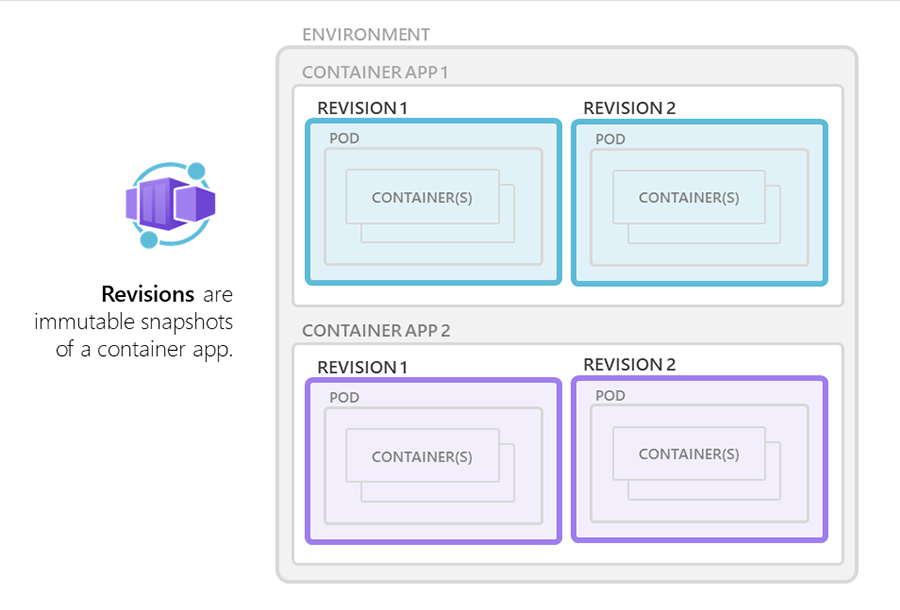 ENVIRONMENT
CONTAINER APP 1
REVISION 1
REVISION 2
POD
POD
CONTAINER(S)
CONTAINER(S)
Revisions are
immutable snapshots
of a container app.
CONTAINER APP 2
REVISION 1
REVISION 2
POD
POD
CONTAINER(S)
CONTAINER(S)